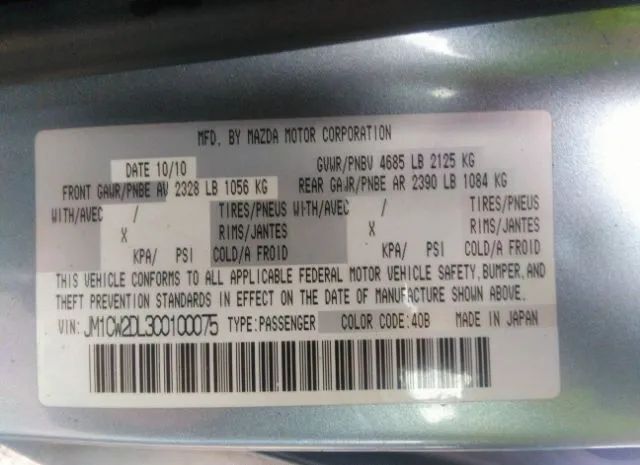 MFD. BY MAZDA MOTOR CORPORATION
DATE 10/10 GVWR/PNBV 4685 LB 2125 KG
FRONT GAWR/PNBE AV 2328 LB 1056 KG REAR GAWR/PNBE AR 2390 LB 1084 KG
WITH/AVEC / TIRES/PNEUS WITH/AVEC / TIRES/PNEUS
X RIMS/JANTES X RIMS/JANTES
KPA/ PSI COLD/A FROID KPA/ PSI COLD/A FROID
THIS VEHICLE CONFORMS TO ALL APPLICABLE FEDERAL MOTOR VEHICLE SAFETY, BUMPER, AND
THEFT PREVENTION STANDARDS IN EFFECT ON THE DATE OF MANUFACTURE SHOWN ABOVE.
VIN: JM1CW2DL3C0100075 TYPE:PASSENGER COLOR CODE:40B MADE IN JAPAN